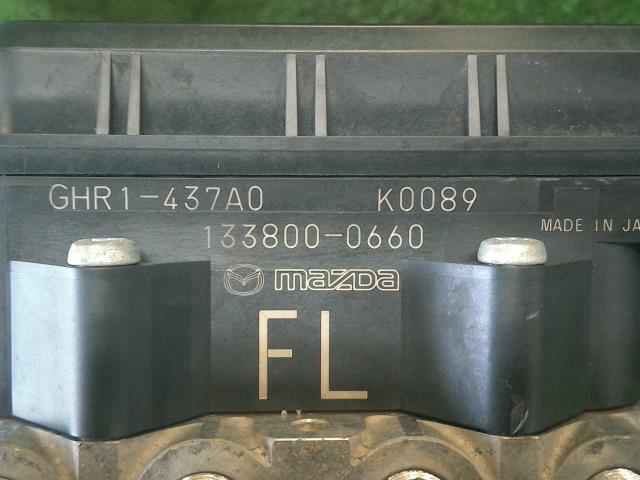 GHR1-437A0 K0089
133800-0660
MADE IN JA
mazda
FL